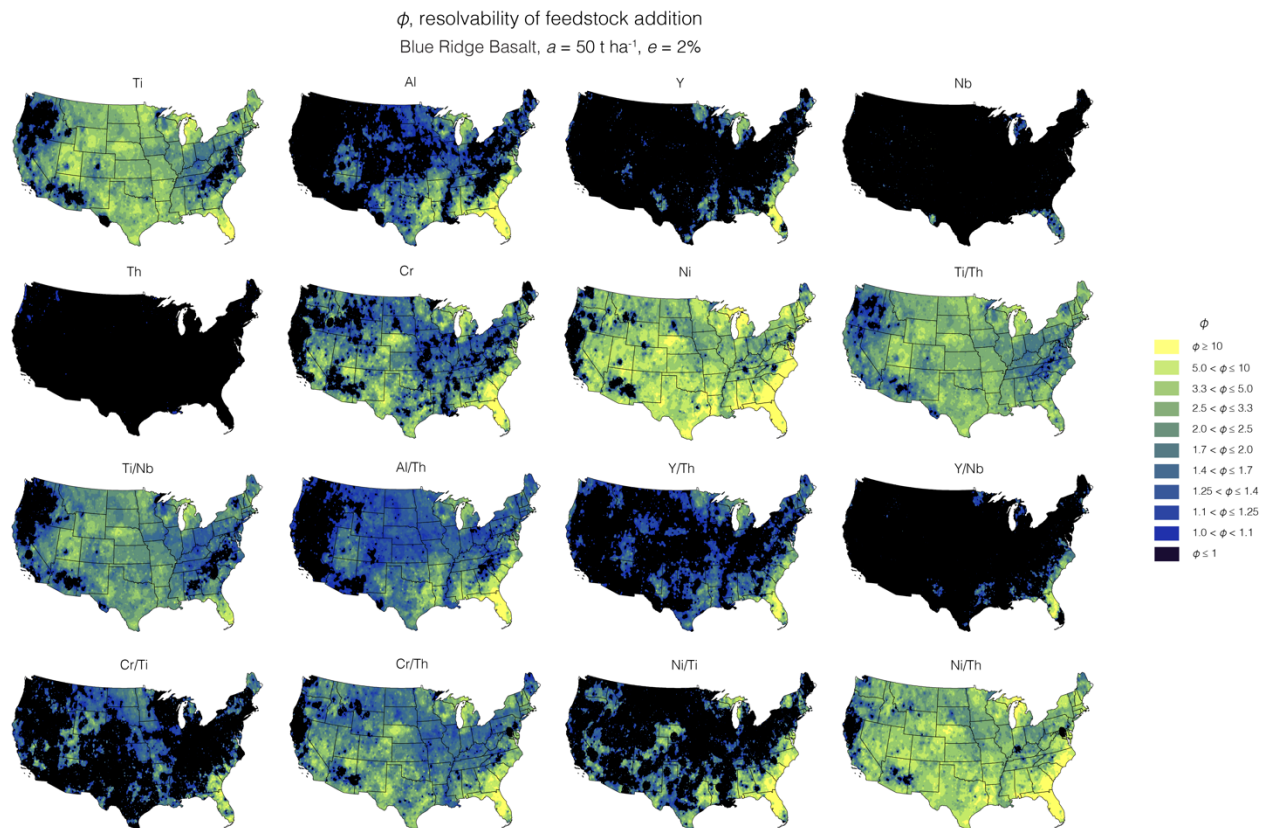 ϕ, resolvability of feedstock addition
Blue Ridge Basalt, a = 50 t ha⁻¹, e = 2%
Ti
Al
Y
Nb
Th
Cr
Ni
Ti/Th
Ti/Nb
Al/Th
Y/Th
Y/Nb
Cr/Ti
Cr/Th
Ni/Ti
Ni/Th
ϕ
ϕ ≥ 10
5.0 < ϕ ≤ 10
3.3 < ϕ ≤ 5.0
2.5 < ϕ ≤ 3.3
2.0 < ϕ ≤ 2.5
1.7 < ϕ ≤ 2.0
1.4 < ϕ ≤ 1.7
1.25 < ϕ ≤ 1.4
1.1 < ϕ ≤ 1.25
1.0 < ϕ < 1.1
ϕ ≤ 1